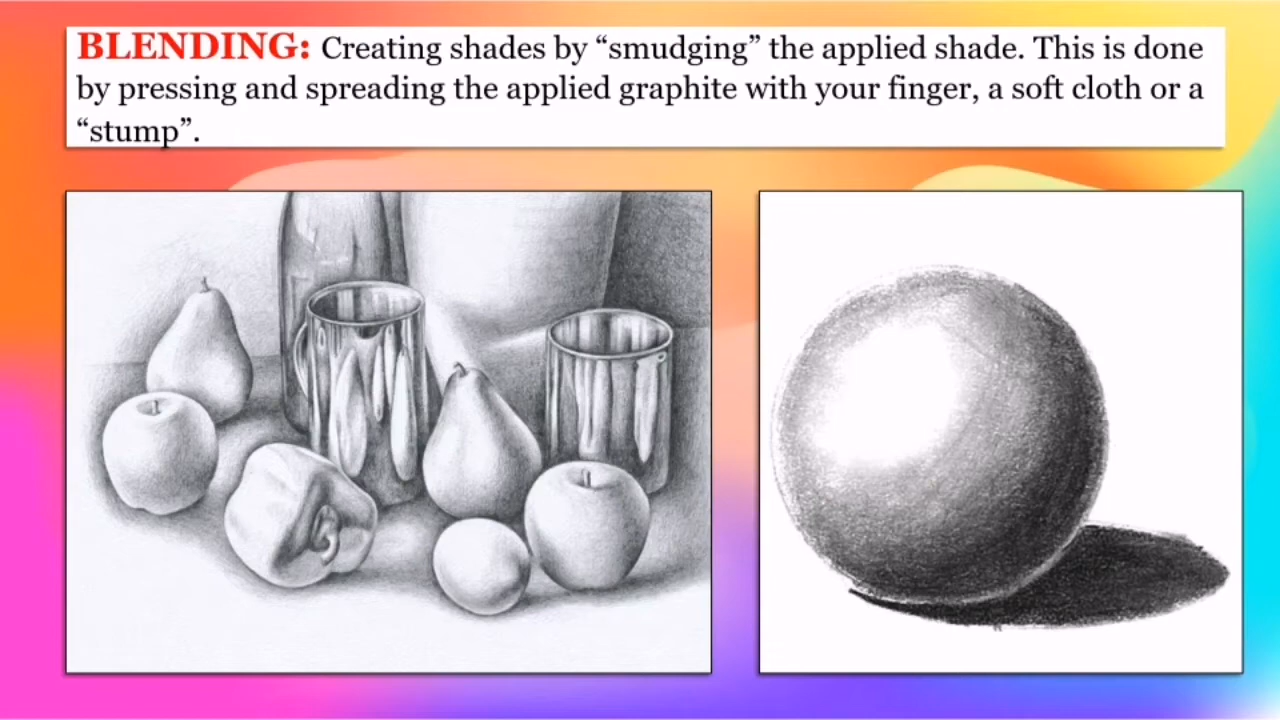 BLENDING: Creating shades by “smudging” the applied shade. This is done
by pressing and spreading the applied graphite with your finger, a soft cloth or a
“stump”.